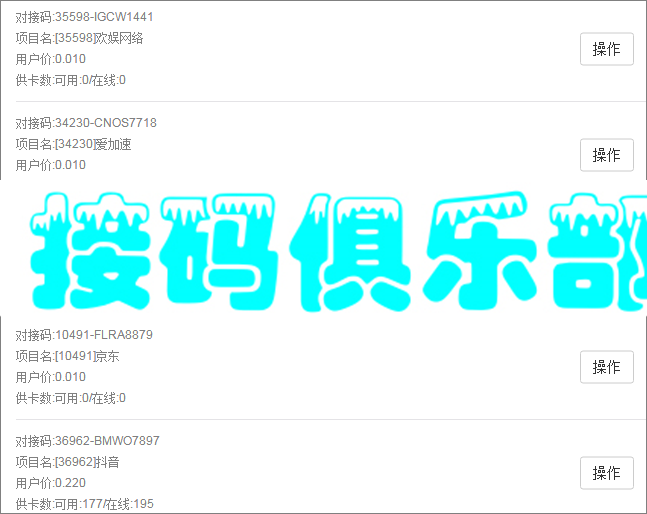 对接码:35598-IGCW1441
项目名:[35598]欢娱网络
操作
用户价:0.010
供卡数:可用:0/在线:0
对接码:34230-CNOS7718
项目名:[34230]爱加速
操作
用户价:0.010
接码俱乐部
对接码:10491-FLRA8879
项目名:[10491]京东
操作
用户价:0.010
供卡数:可用:0/在线:0
对接码:36962-BMWO7897
项目名:[36962]抖音
操作
用户价:0.220
供卡数:可用:177/在线:195